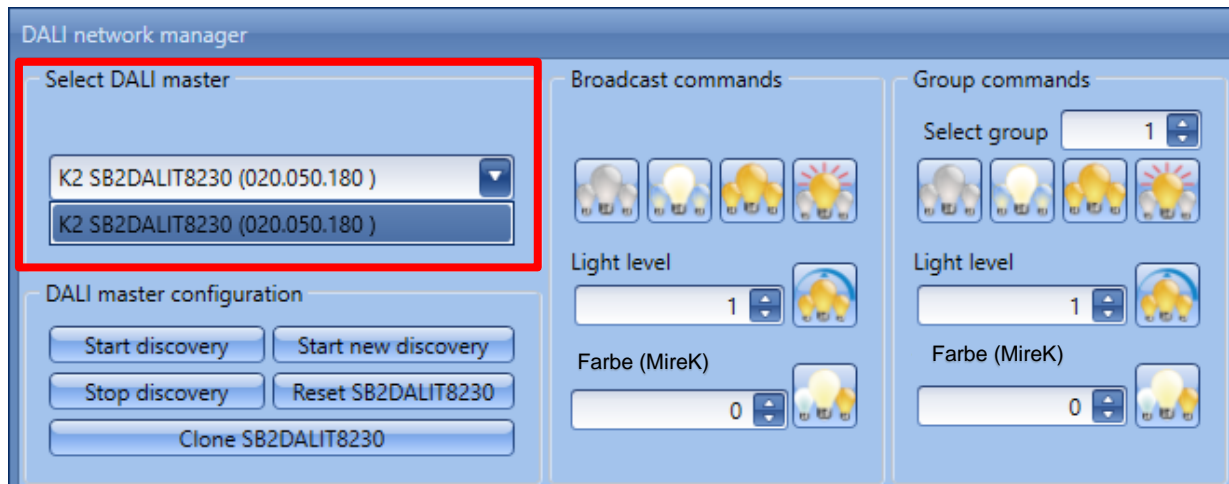 DALI network manager
Select DALI master
K2 SB2DALIT8230 (020.050.180 )
K2 SB2DALIT8230 (020.050.180 )
DALI master configuration
Start discovery
Start new discovery
Stop discovery
Reset SB2DALIT8230
Clone SB2DALIT8230
Broadcast commands
Light level
1
Farbe (MireK)
0
Group commands
Select group 1
Light level
1
Farbe (MireK)
0